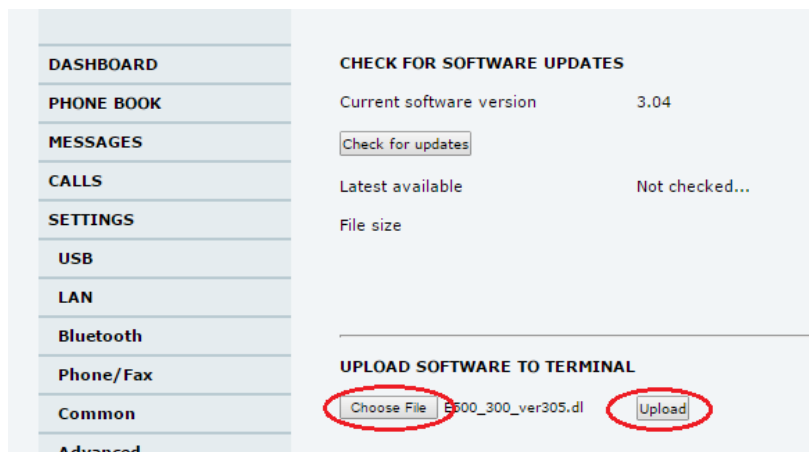 DASHBOARD
PHONE BOOK
MESSAGES
CALLS
SETTINGS
USB
LAN
Bluetooth
Phone/Fax
Common
Advanced
CHECK FOR SOFTWARE UPDATES
Current software version 3.04
Check for updates
Latest available Not checked...
File size
UPLOAD SOFTWARE TO TERMINAL
Choose File E500_300_ver305.dl Upload